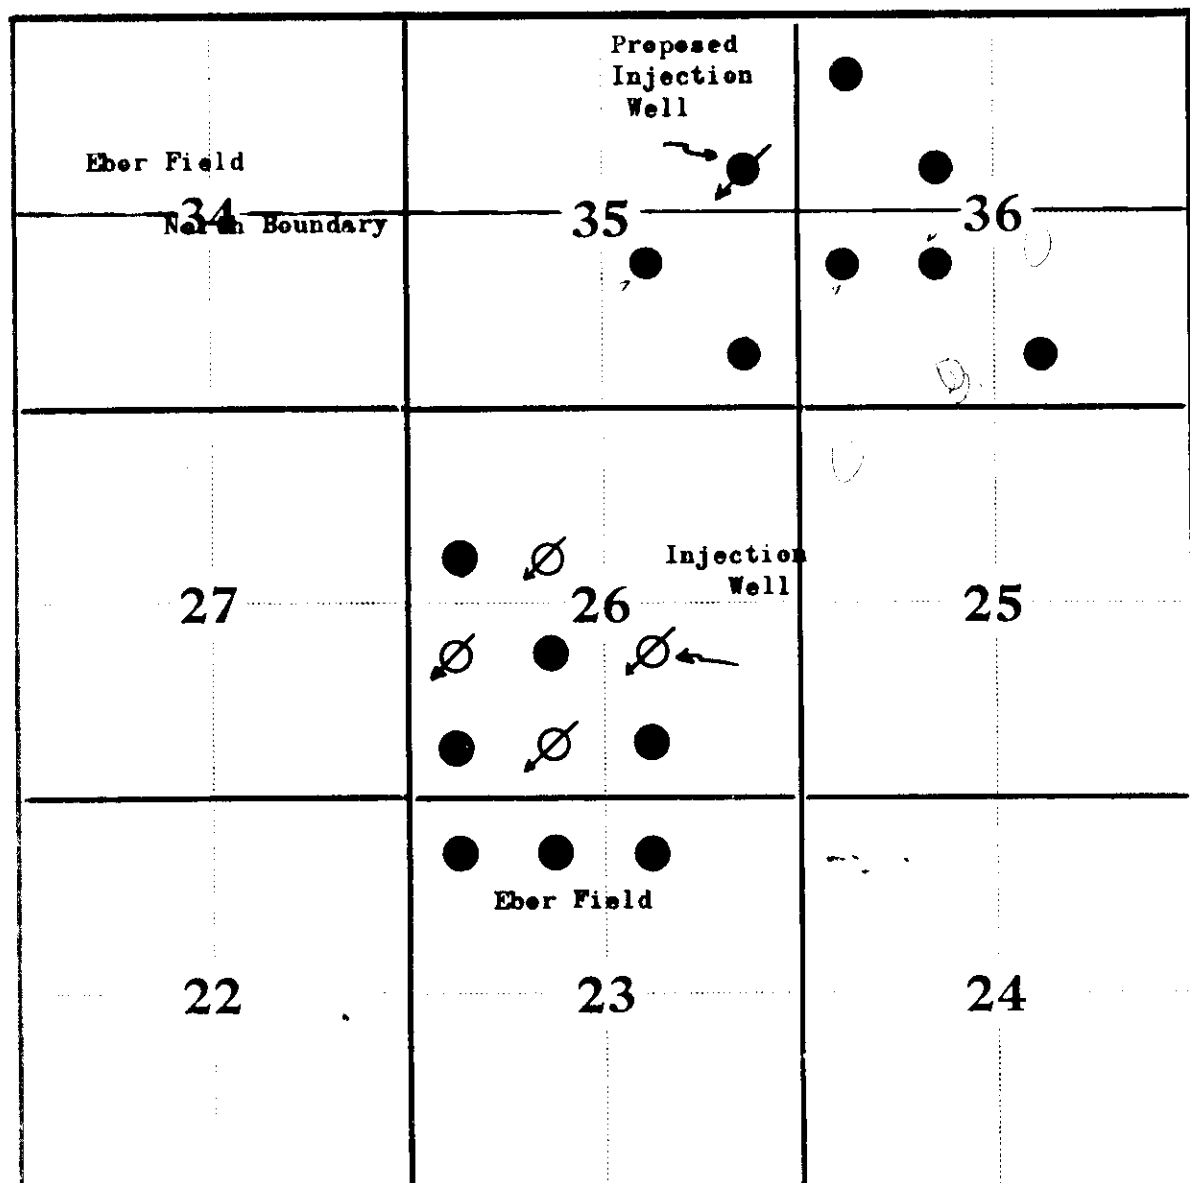 Proposed
Injection
Well
Eber Field
34
North Boundary
35
36
Injection
Well
27
26
25
Eber Field
22
23
24